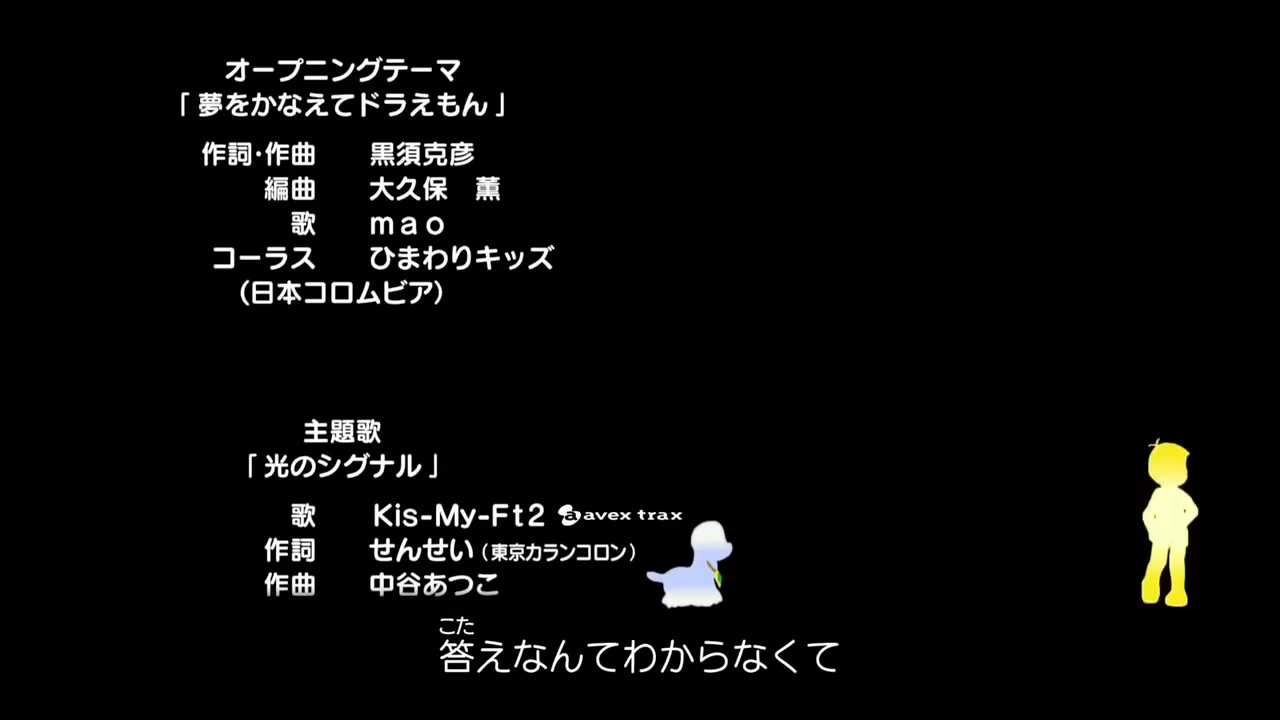 オープニングテーマ
「夢をかなえてドラえもん」
作詞・作曲 黒須克彦
編曲 大久保 薫
歌 mao
コーラス ひまわりキッズ
(日本コロムビア)
主題歌
「光のシグナル」
歌 Kis-My-Ft2 avex trax
作詞 せんせい(東京カランコロン)
作曲 中谷あつこ
こた
答えなんてわからなくて